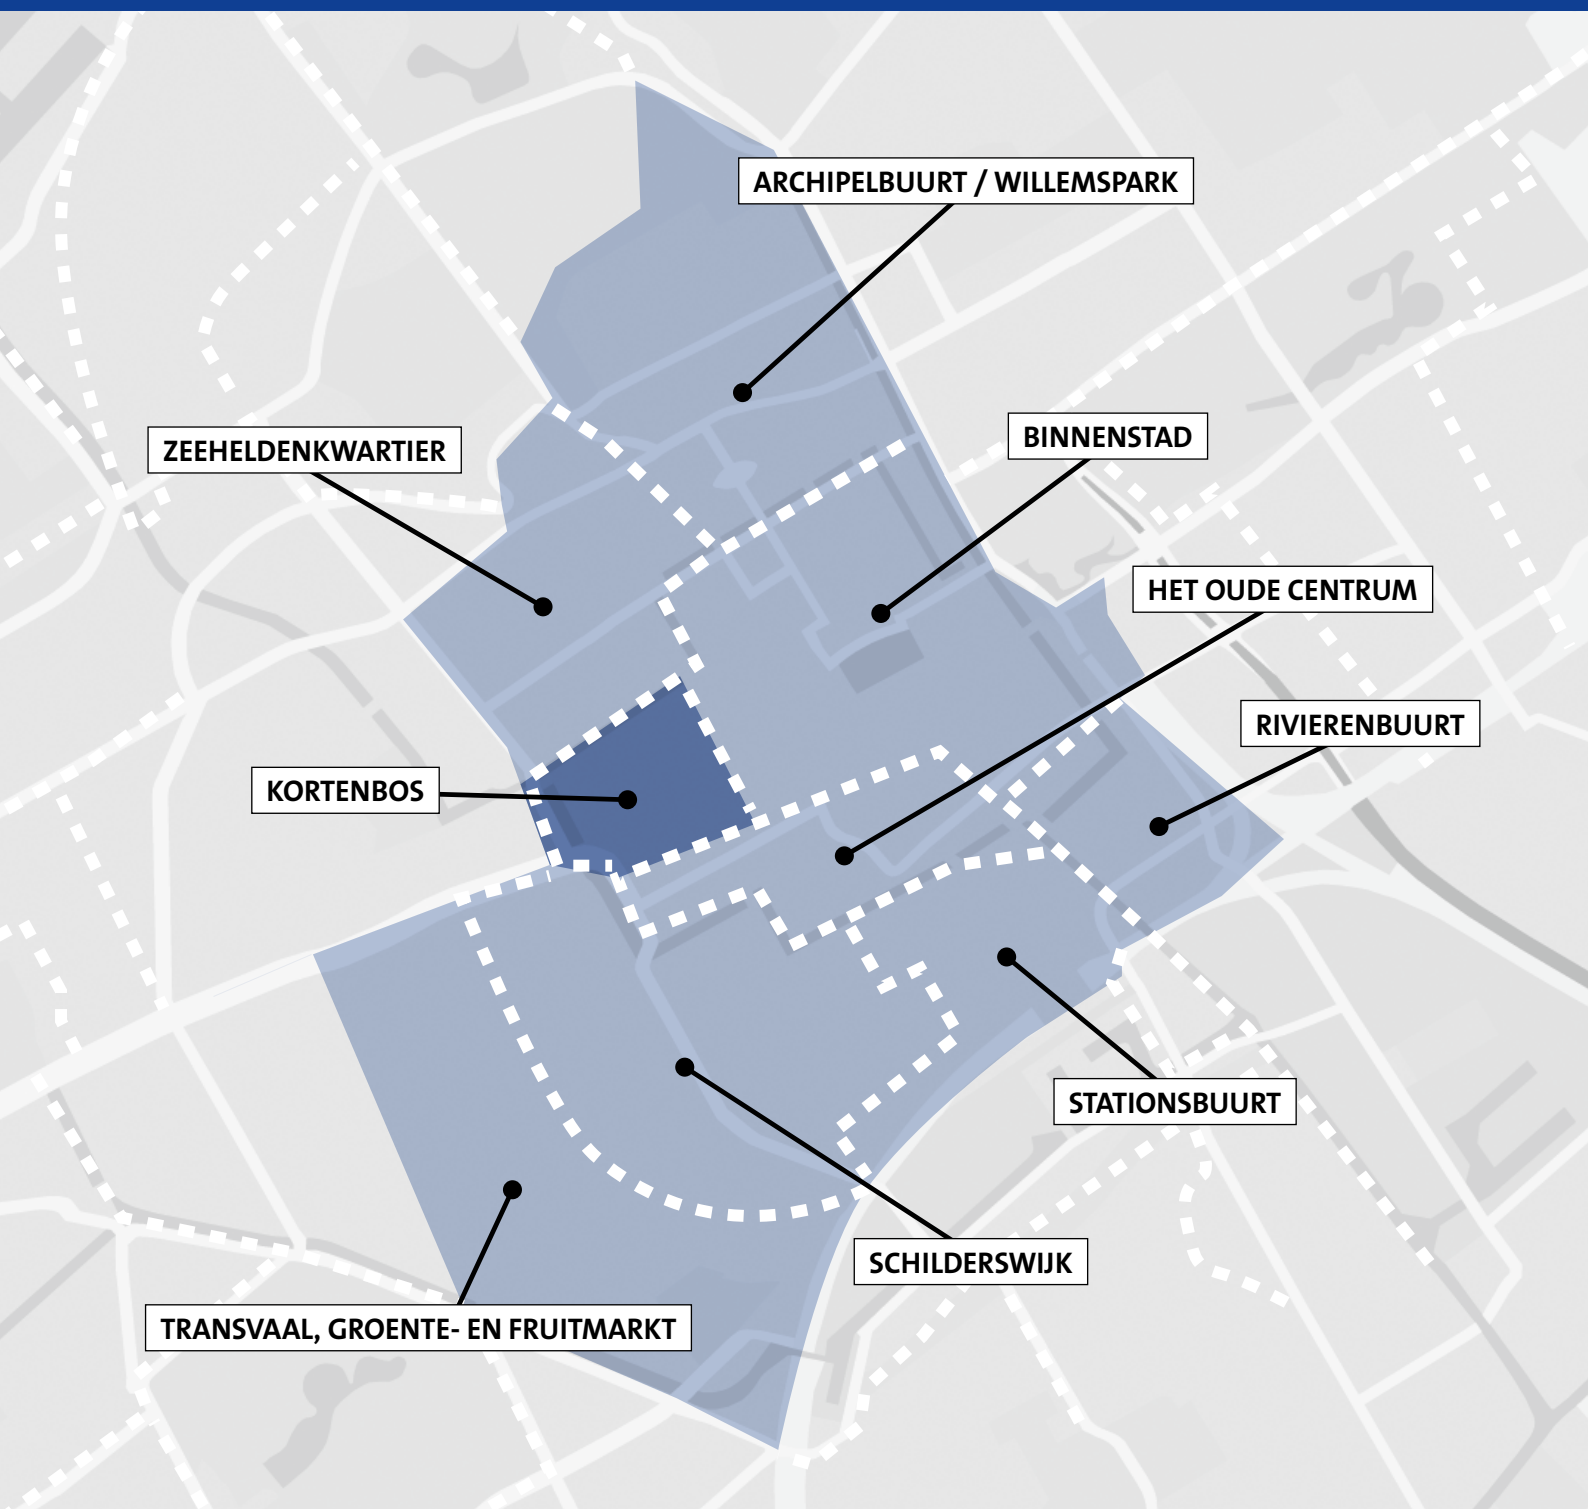 ARCHIPELBUURT / WILLEMSPARK
BINNENSTAD
ZEEHELDENKWARTIER
HET OUDE CENTRUM
RIVIERENBUURT
KORTENBOS
STATIONSBUURT
SCHILDERSWIJK
TRANSVAAL, GROENTE- EN FRUITMARKT